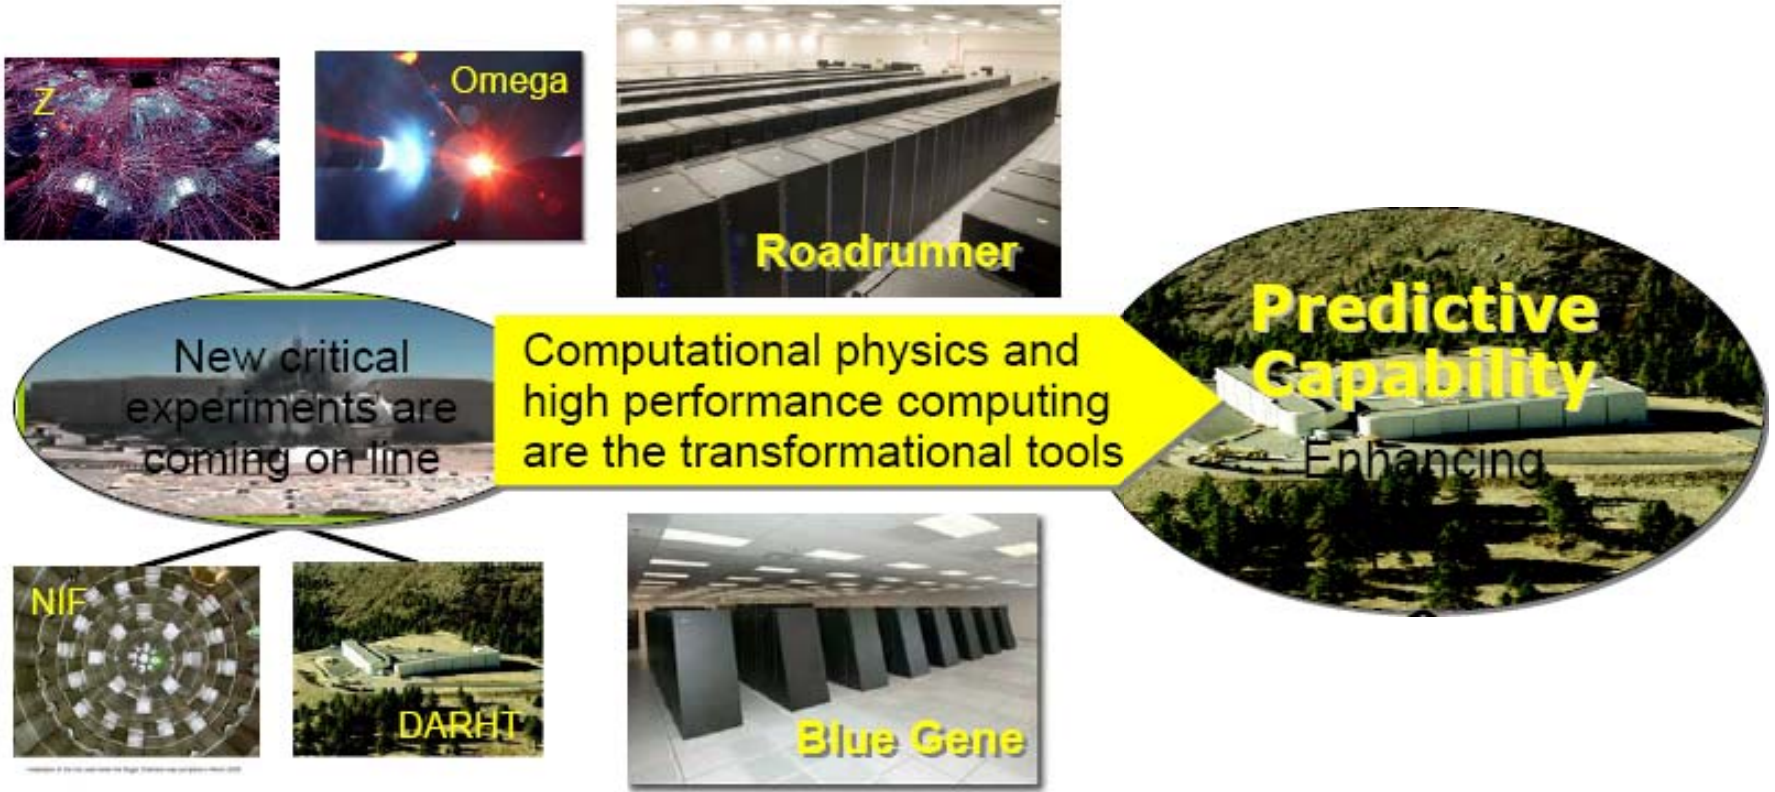 Z
Omega
Roadrunner
New critical
experiments are
coming on line
Computational physics and
high performance computing
are the transformational tools
Predictive
Capability
Enhancing
NIF
DARHT
Blue Gene